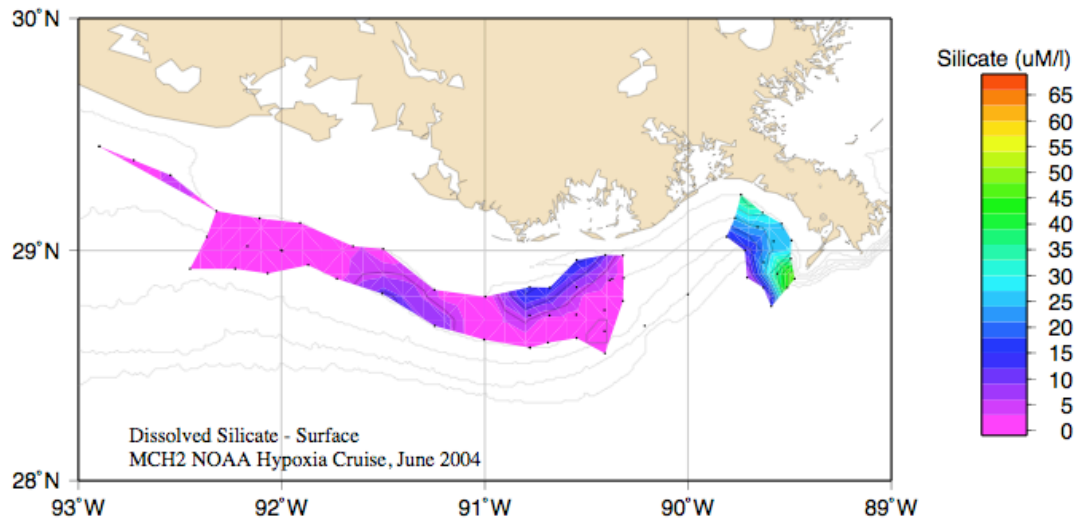 30°N
Silicate (uM/l)
65
60
55
50
45
40
35
30
25
20
15
10
5
0
29°N
Dissolved Silicate - Surface
MCH2 NOAA Hypoxia Cruise, June 2004
28°N
93°W 92°W 91°W 90°W 89°W